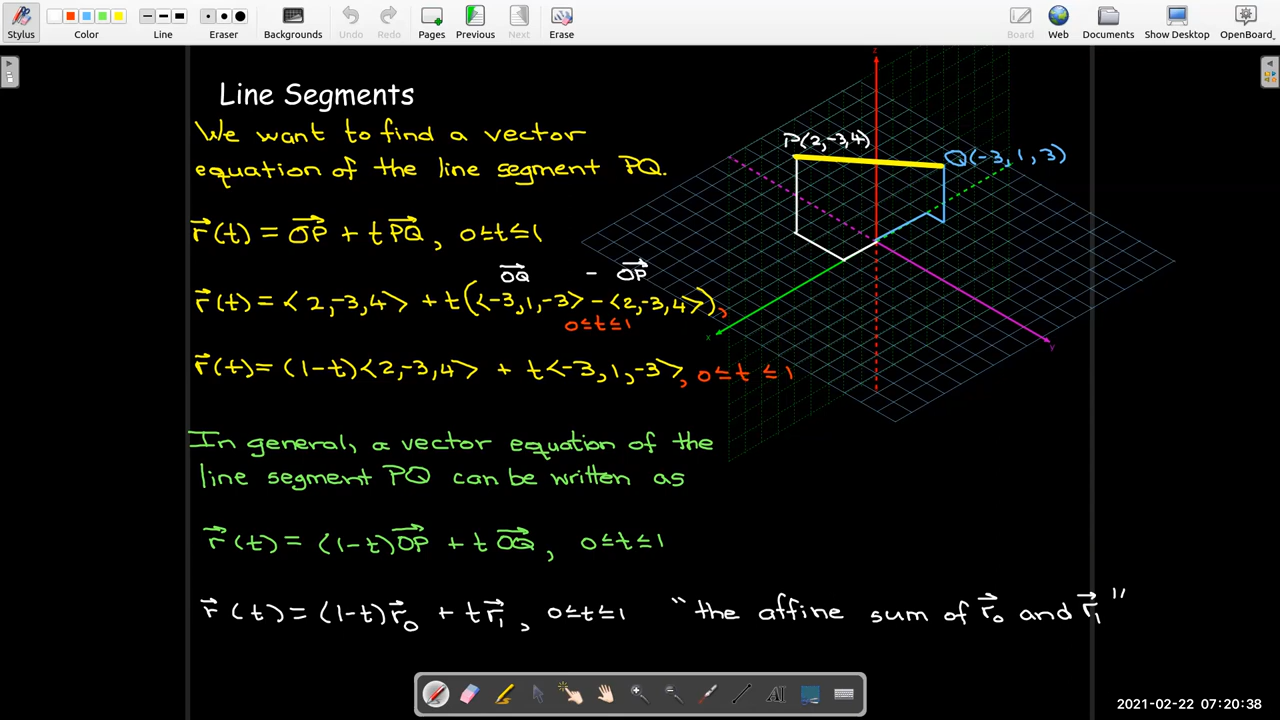 Stylus Color Line Eraser Backgrounds Undo Redo Pages Previous Next Erase Board Web Documents Show Desktop OpenBoard
Line Segments
We want to find a vector
equation of the line segment PQ.
r⃗(t) = O͞P⃗ + t PQ⃗, 0≤t≤1
OQ⃗ - OP⃗
r⃗(t) = <2,-3,4> + t(<-3,1,-3> - <2,-3,4>),
0≤t≤1
r⃗(t) = (1-t)<2,-3,4> + t<-3,1,-3>, 0≤t≤1
In general, a vector equation of the
line segment PQ can be written as
r⃗(t) = (1-t)OP⃗ + t OQ⃗, 0≤t≤1
r⃗(t) = (1-t)r⃗₀ + t r⃗₁, 0≤t≤1 "the affine sum of r⃗₀ and r⃗₁"
z
P(2,-3,4)
Q(-3,1,3)
x
y
AI
2021-02-22 07:20:38